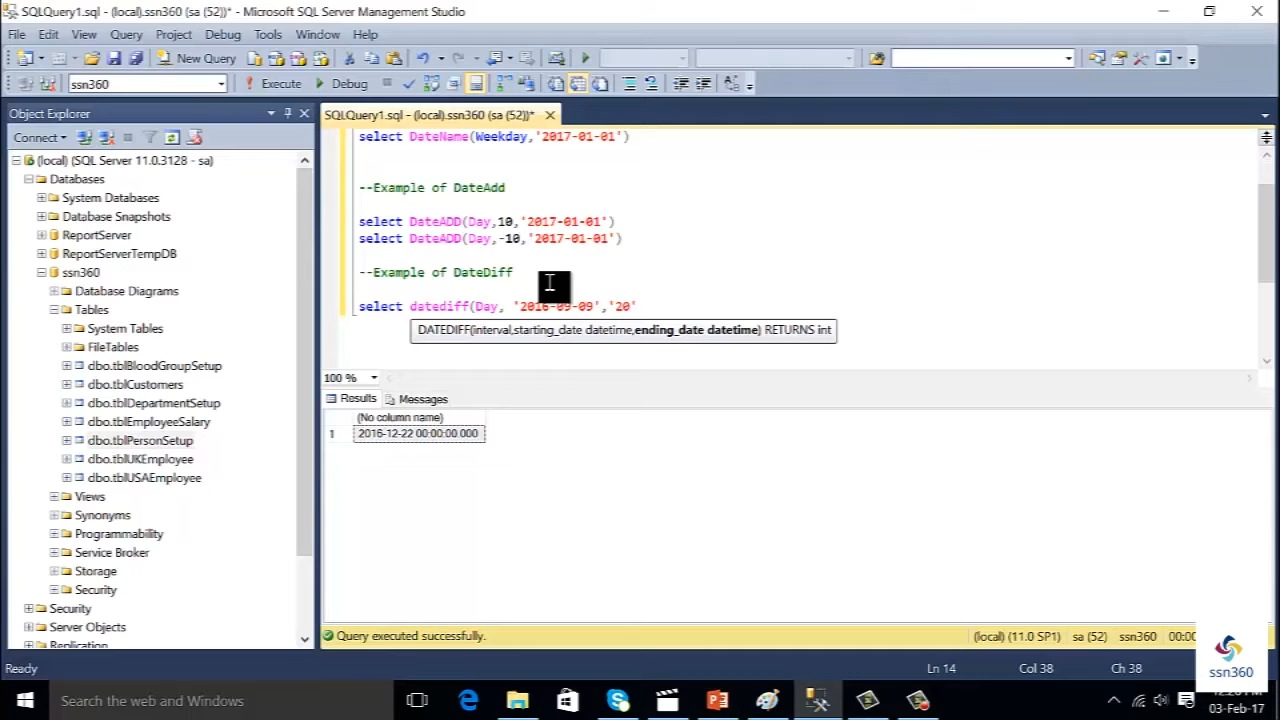 SQLQuery1.sql - (local).ssn360 (sa (52))* - Microsoft SQL Server Management Studio
File Edit View Query Project Debug Tools Window Help
New Query
ssn360 Execute Debug
Object Explorer
SQLQuery1.sql - (local).ssn360 (sa (52))*
Connect
(local) (SQL Server 11.0.3128 - sa)
Databases
System Databases
Database Snapshots
ReportServer
ReportServerTempDB
ssn360
Database Diagrams
Tables
System Tables
FileTables
dbo.tblBloodGroupSetup
dbo.tblCustomers
dbo.tblDepartmentSetup
dbo.tblEmployeeSalary
dbo.tblPersonSetup
dbo.tblUKEmployee
dbo.tblUSAEmployee
Views
Synonyms
Programmability
Service Broker
Storage
Security
Security
Server Objects
Replication
select DateName(Weekday,'2017-01-01')
--Example of DateAdd
select DateADD(Day,10,'2017-01-01')
select DateADD(Day,-10,'2017-01-01')
--Example of DateDiff
select datediff(Day, '2016-09-09','20'
DATEDIFF(interval,starting_date datetime,ending_date datetime) RETURNS int
100 %
Results Messages
(No column name)
1 2016-12-22 00:00:00.000
Query executed successfully. (local) (11.0 SP1) sa (52) ssn360 00:00
Ready Ln 14 Col 38 Ch 38
ssn360
Search the web and Windows
03-Feb-17